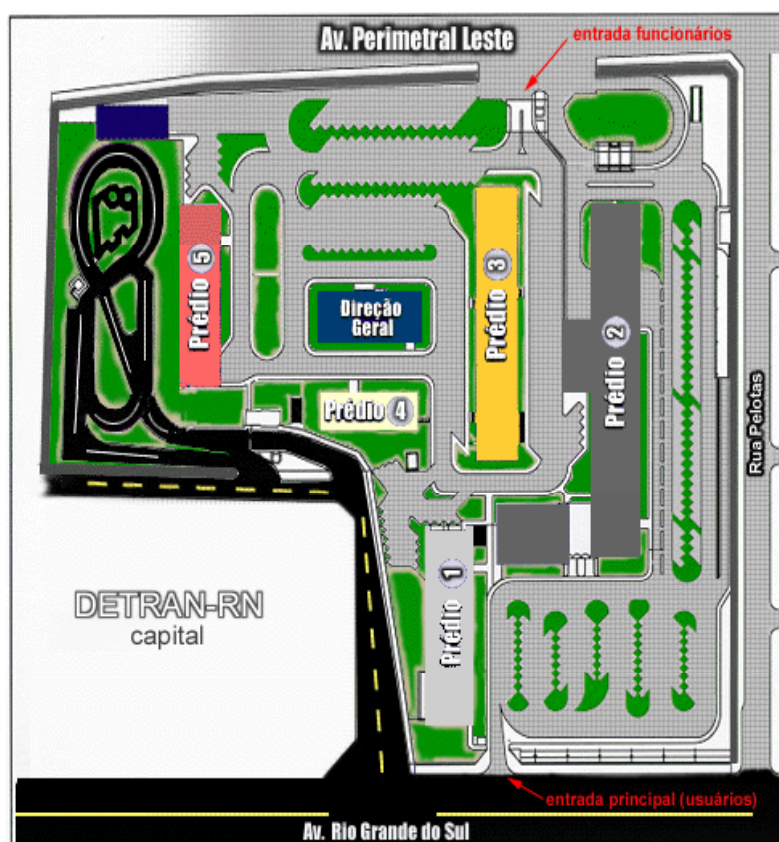 Av. Perimetral Leste
entrada funcionários
Prédio 5
Direção
Geral
Prédio 3
Prédio 2
Prédio 4
Rua Pelotas
Prédio 1
DETRAN-RN
capital
entrada principal (usuários)
Av. Rio Grande do Sul